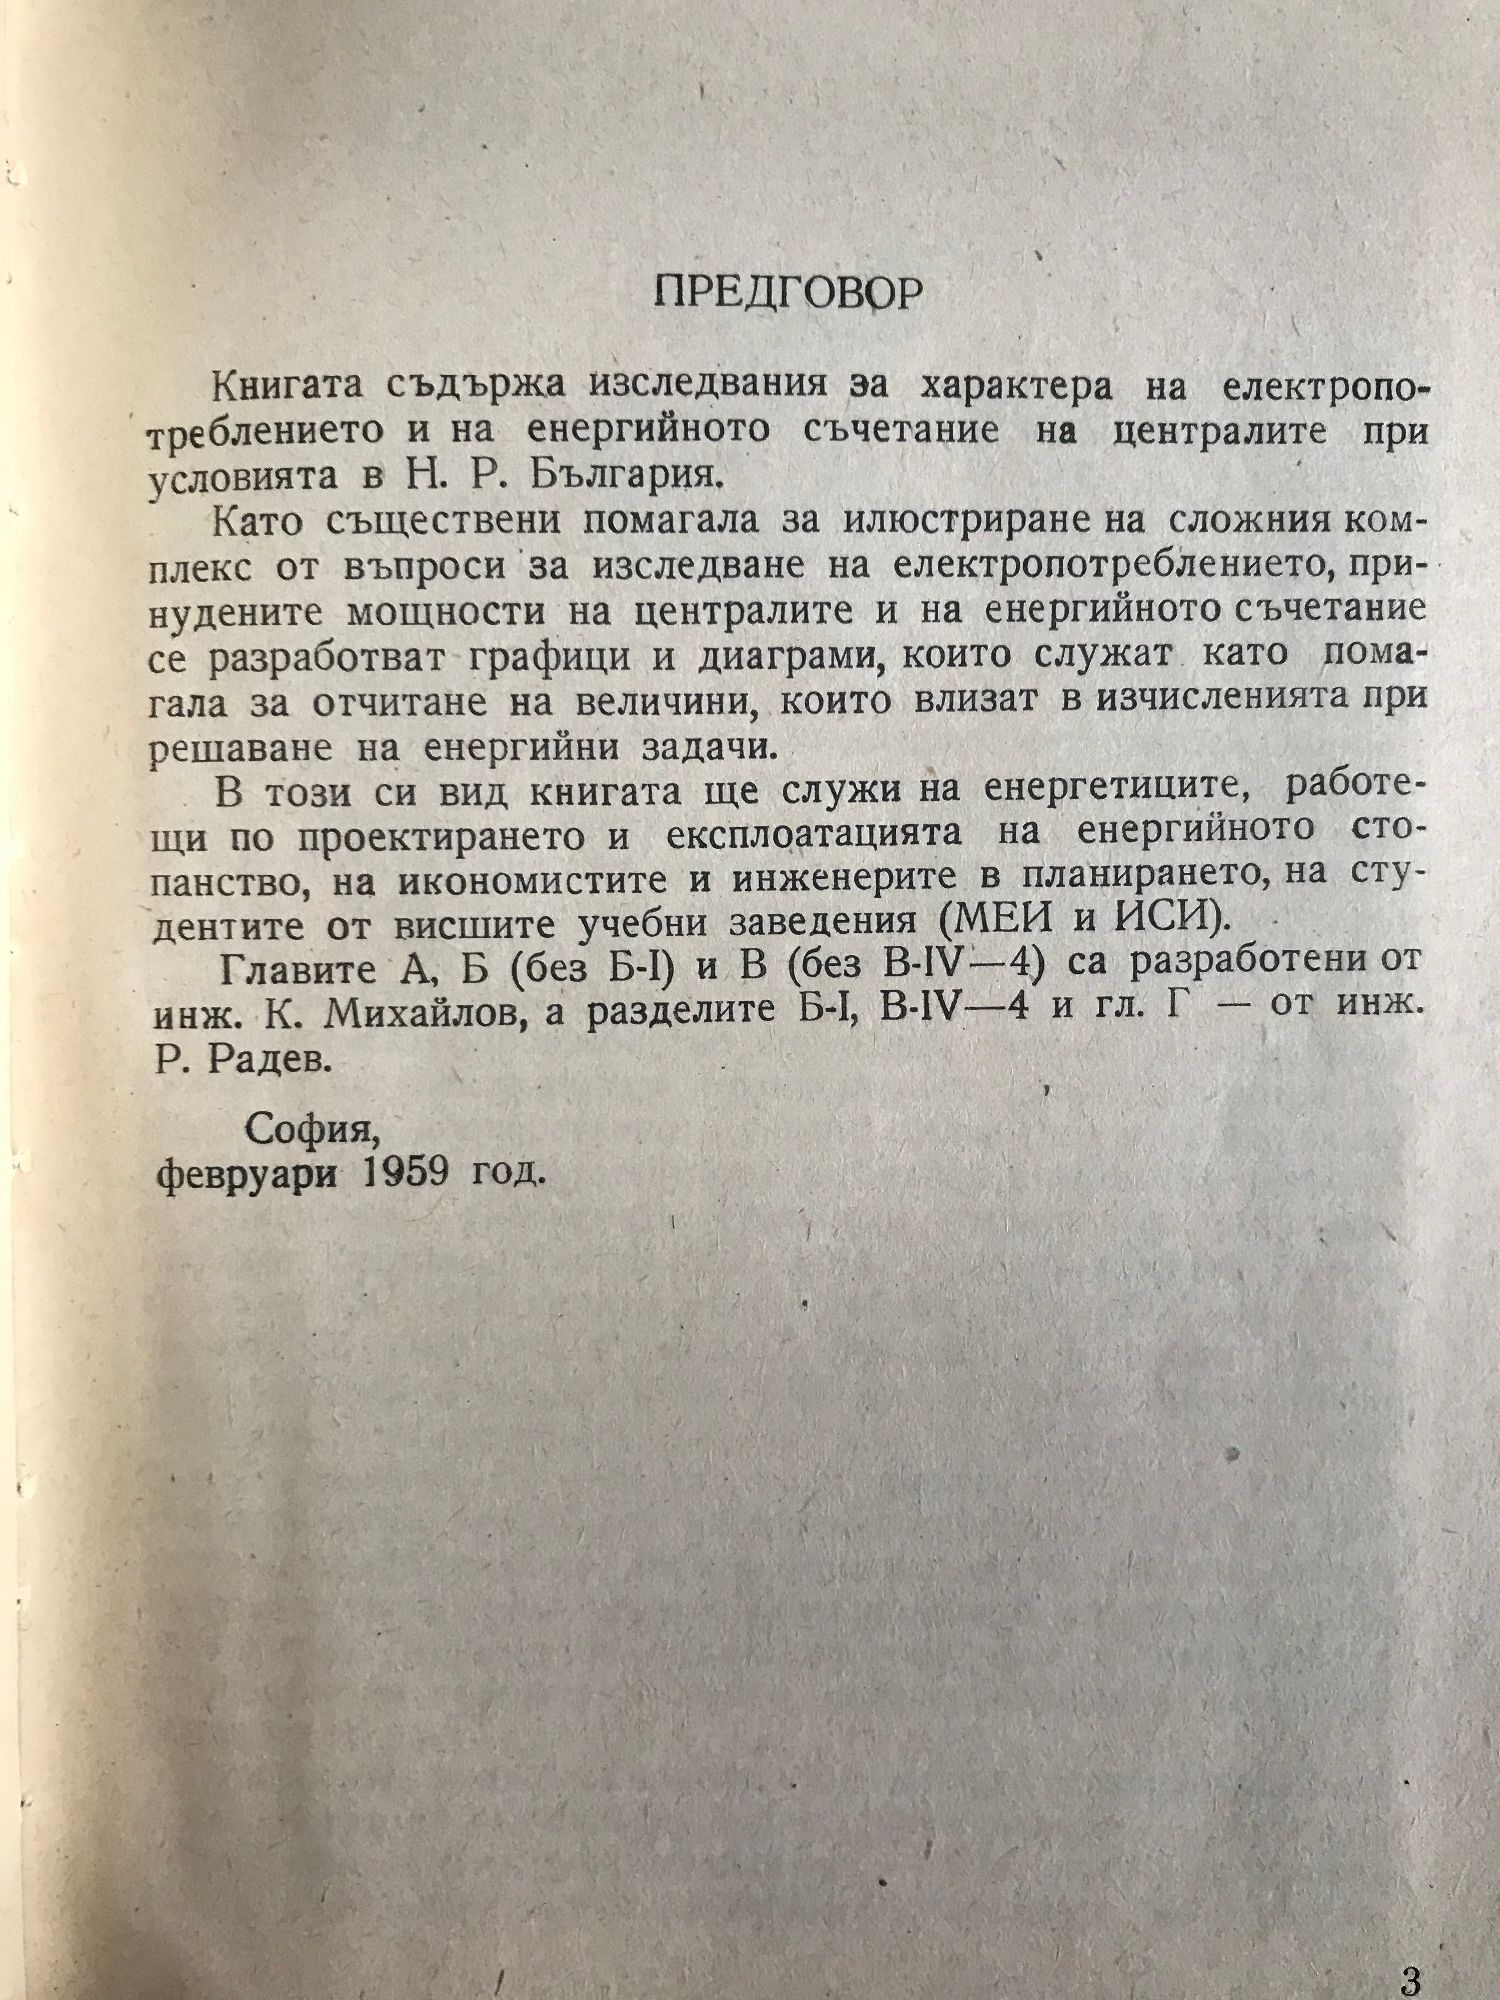 ПРЕДГОВОР
Книгата съдържа изследвания за характера на електропо-
треблението и на енергийното съчетание на централите при
условията в Н. Р. България.
Като съществени помагала за илюстриране на сложния ком-
плекс от въпроси за изследване на електропотреблението, при-
нудените мощности на централите и на енергийното съчетание
се разработват графици и диаграми, които служат като пома-
гала за отчитане на величини, които влизат в изчисленията при
решаване на енергийни задачи.
В този си вид книгата ще служи на енергетиците, работе-
щи по проектирането и експлоатацията на енергийното сто-
панство, на икономистите и инженерите в планирането, на сту-
дентите от висшите учебни заведения (МЕИ и ИСИ).
Главите А, Б (без Б-I) и В (без В-IV—4) са разработени от
инж. К. Михайлов, а разделите Б-I, В-IV—4 и гл. Г — от инж.
Р. Радев.
София,
февруари 1959 год.
3